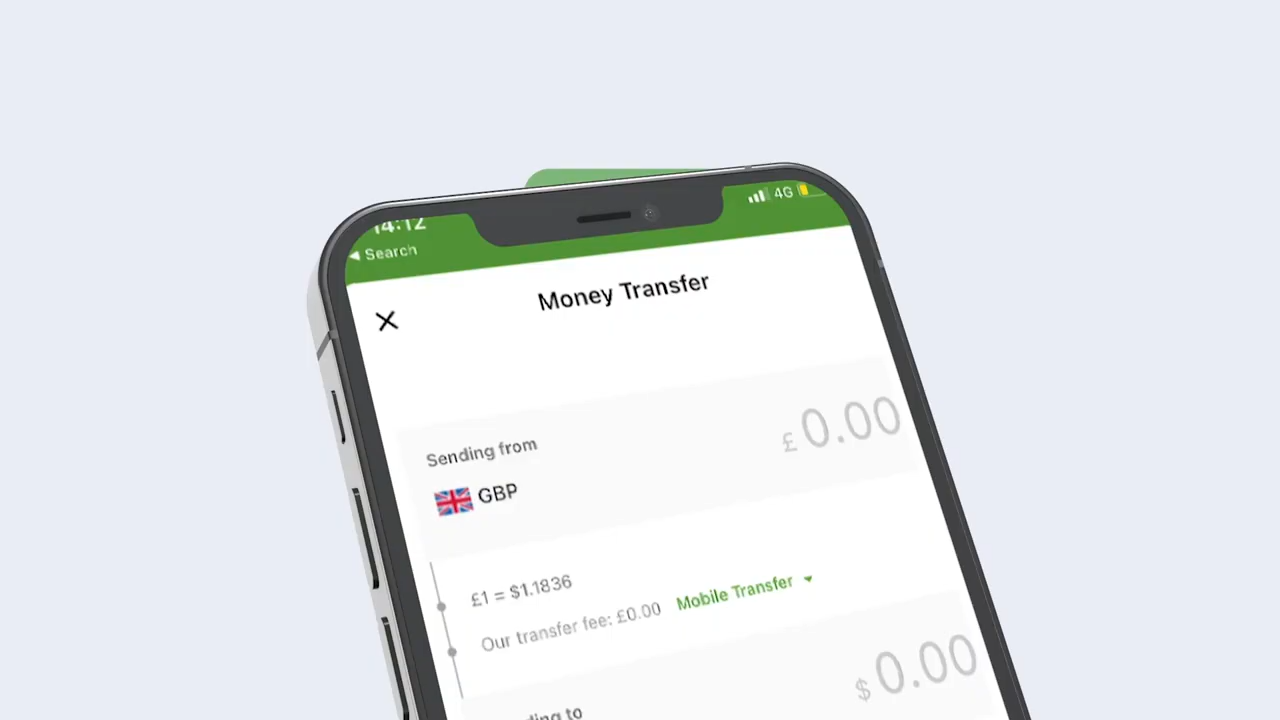 14:12
4G
◀ Search
Money Transfer
Sending from
£ 0.00
GBP
£1 = $1.1836
Our transfer fee: £0.00 Mobile Transfer
$ 0.00
to